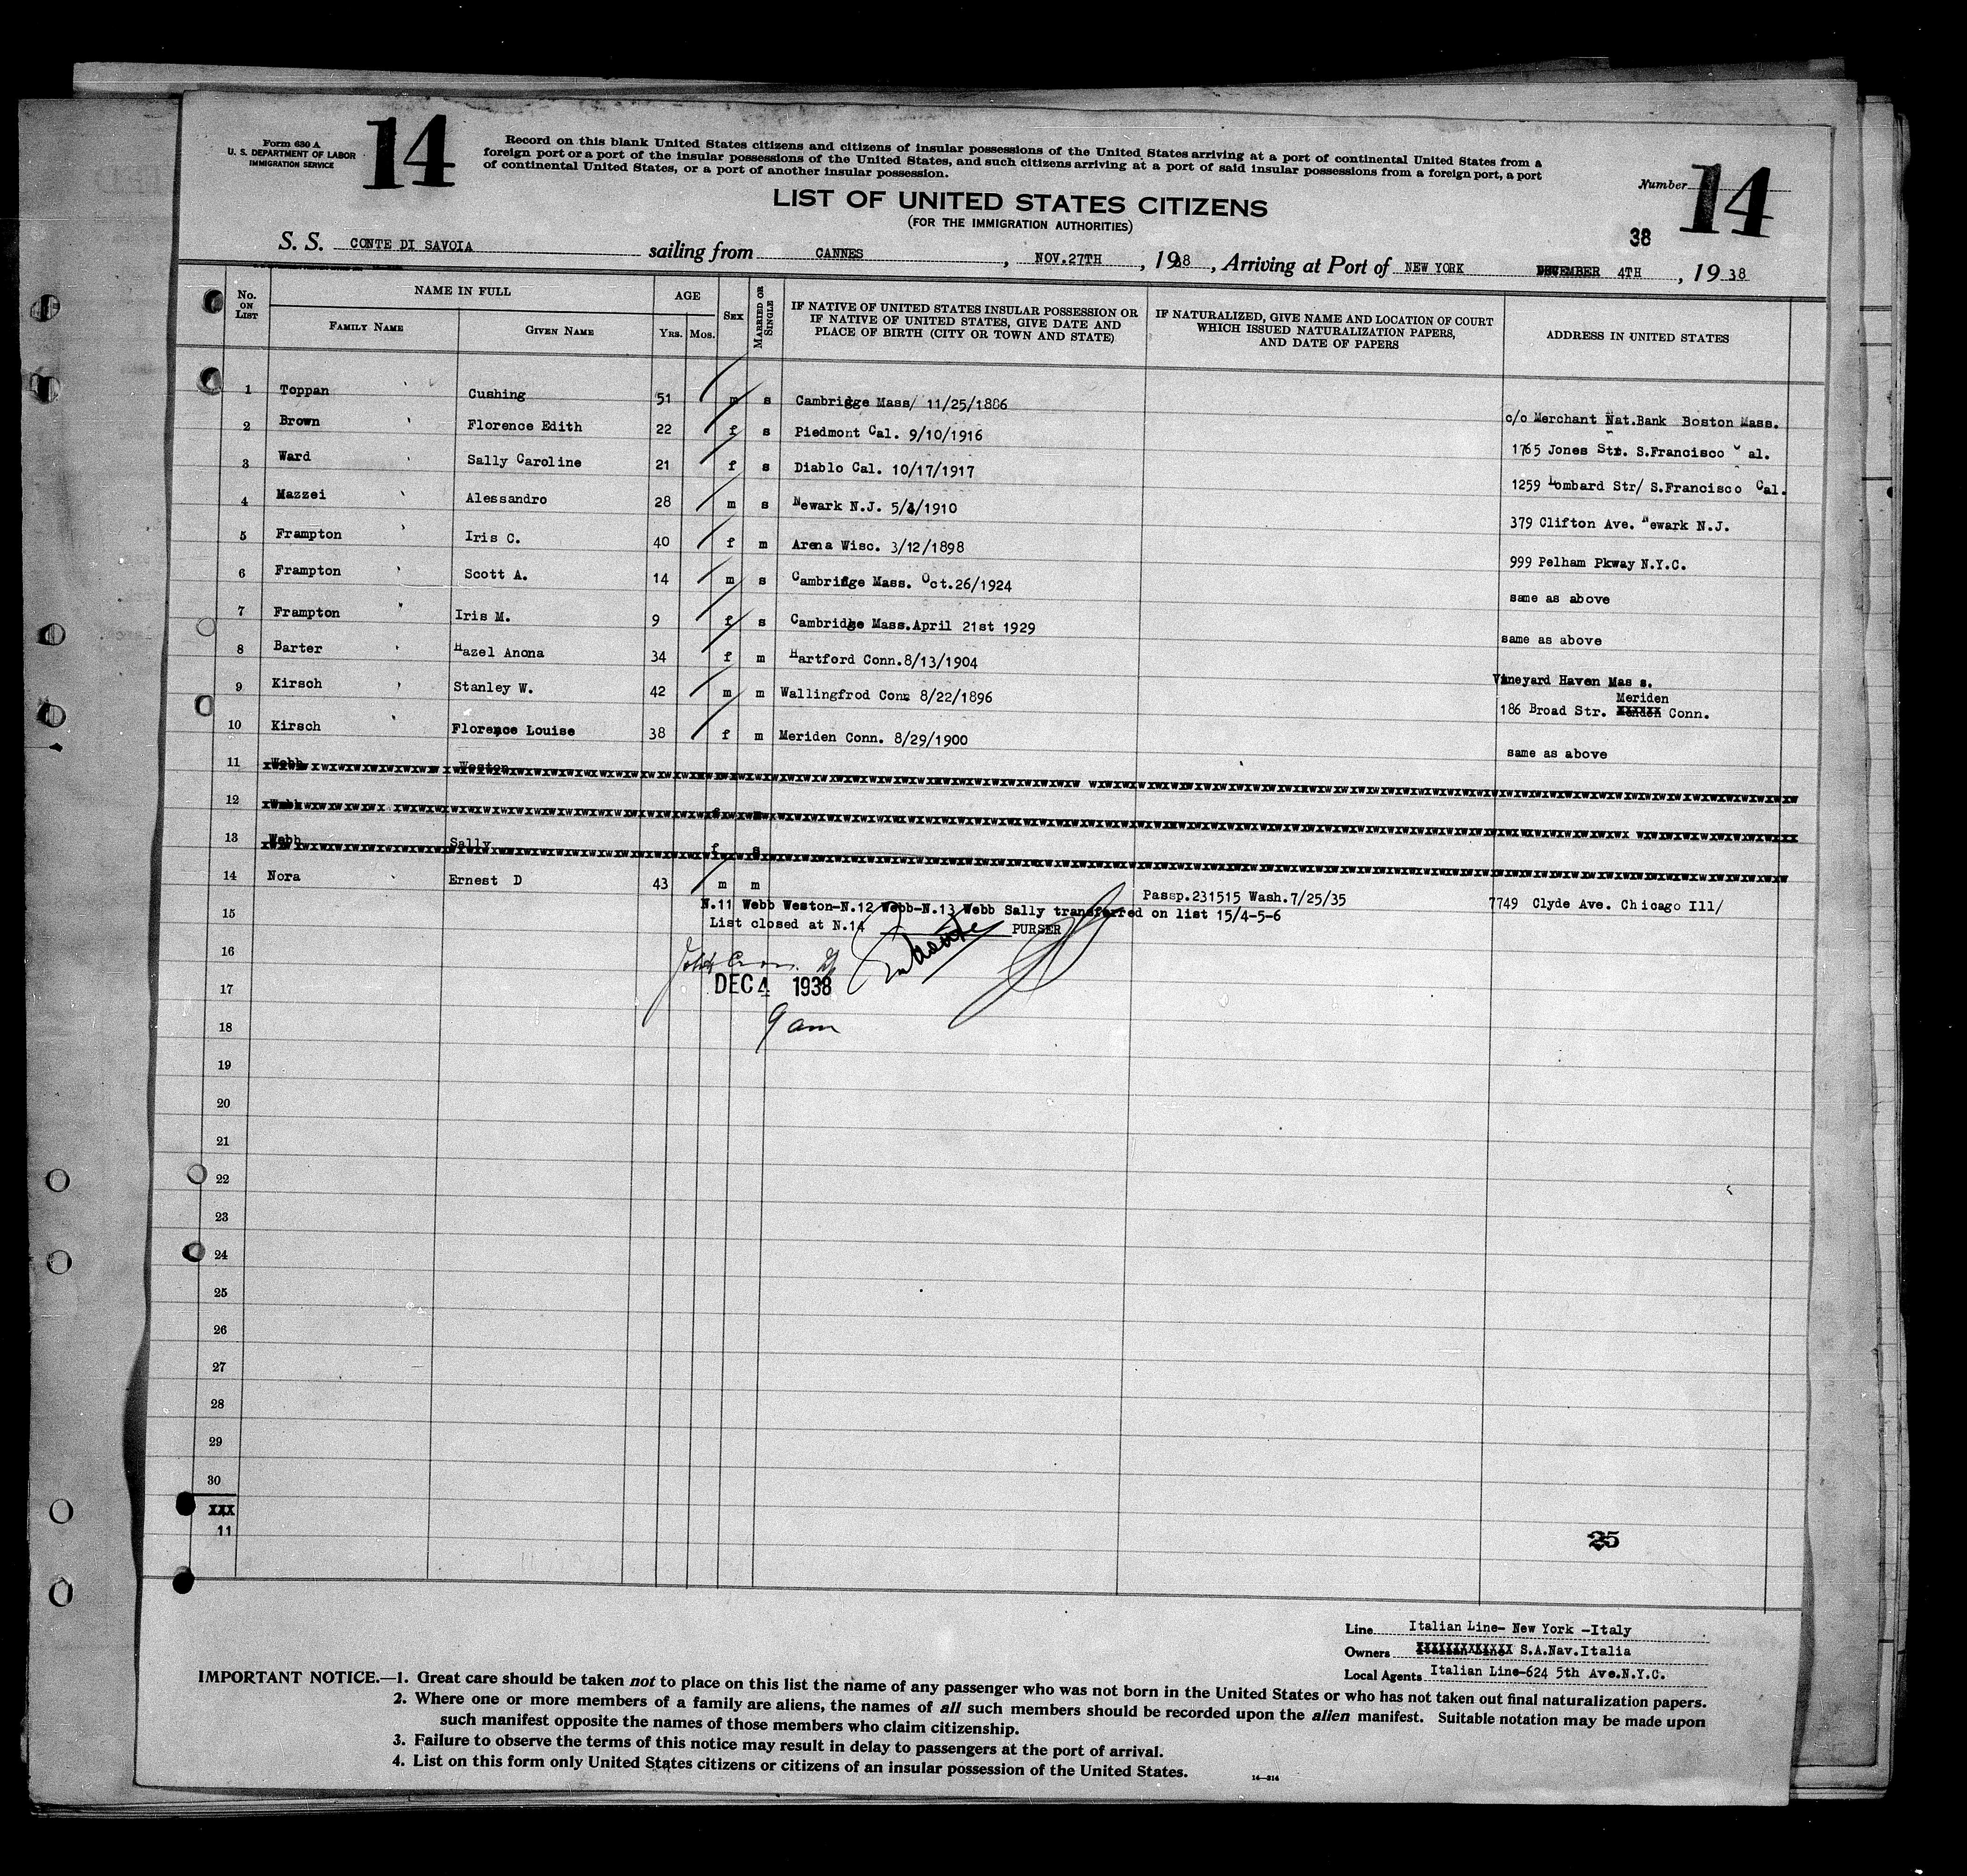 Form 630 A
U. S. DEPARTMENT OF LABOR
IMMIGRATION SERVICE
14
Record on this blank United States citizens and citizens of insular possessions of the United States arriving at a port of continental United States from a
foreign port or a port of the insular possessions of the United States, and such citizens arriving at a port of said insular possessions from a foreign port, a port
of continental United States, or a port of another insular possession.
Number 14
LIST OF UNITED STATES CITIZENS
(FOR THE IMMIGRATION AUTHORITIES)
38
S. S. CONTE DI SAVOIA sailing from CANNES, NOV.27TH, 1938, Arriving at Port of NEW YORK DECEMBER 4TH, 19 38
No. ON LIST NAME IN FULL AGE SEX MARRIED OR SINGLE IF NATIVE OF UNITED STATES INSULAR POSSESSION OR IF NATIVE OF UNITED STATES, GIVE DATE AND PLACE OF BIRTH (CITY OR TOWN AND STATE) IF NATURALIZED, GIVE NAME AND LOCATION OF COURT WHICH ISSUED NATURALIZATION PAPERS, AND DATE OF PAPERS ADDRESS IN UNITED STATES
FAMILY NAME GIVEN NAME YRS. MOS.
1 Toppan Cushing 51 m s Cambridge Mass/ 11/25/1886 c/o Merchant Nat.Bank Boston Mass.
2 Brown Florence Edith 22 f s Piedmont Cal. 9/10/1916 1765 Jones Str. S.Francisco Cal.
3 Ward Sally Caroline 21 f s Diablo Cal. 10/17/1917 1259 Lombard Str/ S.Francisco Cal.
4 Mazzei Alessandro 28 m s Newark N.J. 5/4/1910 379 Clifton Ave. Newark N.J.
5 Frampton Iris C. 40 f m Arena Wisc. 3/12/1898 999 Pelham Pkway N.Y.C.
6 Frampton Scott A. 14 m s Cambridge Mass. Oct.26/1924 same as above
7 Frampton Iris M. 9 f s Cambridge Mass.April 21st 1929 same as above
8 Barter Hazel Anona 34 f m Hartford Conn.8/13/1904 Vineyard Haven Mas s.
9 Kirsch Stanley W. 42 m m Wallingfrod Conn 8/22/1896 186 Broad Str. Meriden Conn.
10 Kirsch Florence Louise 38 f m Meriden Conn. 8/29/1900 same as above
11 Webb Weston
12 Webb f m
13 Webb Sally f s
14 Nora Ernest D 43 m m Passp.231515 Wash.7/25/35 7749 Clyde Ave. Chicago Ill/
15 N.11 Webb Weston-N.12 Webb-N.13 Webb Sally transferred on list 15/4-5-6
List closed at N.14 PURSER
16
17 DEC 4 1938
18 9 am
19
20
21
22
23
24
25
26
27
28
29
30
XXX
11
25
Line Italian Line- New York -Italy
Owners XXXXXXXXXXXXX S.A.Nav.Italia
Local Agents Italian Line-624 5th Ave.N.Y.C.
IMPORTANT NOTICE.—1. Great care should be taken not to place on this list the name of any passenger who was not born in the United States or who has not taken out final naturalization papers.
2. Where one or more members of a family are aliens, the names of all such members should be recorded upon the alien manifest. Suitable notation may be made upon
such manifest opposite the names of those members who claim citizenship.
3. Failure to observe the terms of this notice may result in delay to passengers at the port of arrival.
4. List on this form only United States citizens or citizens of an insular possession of the United States.
14—214